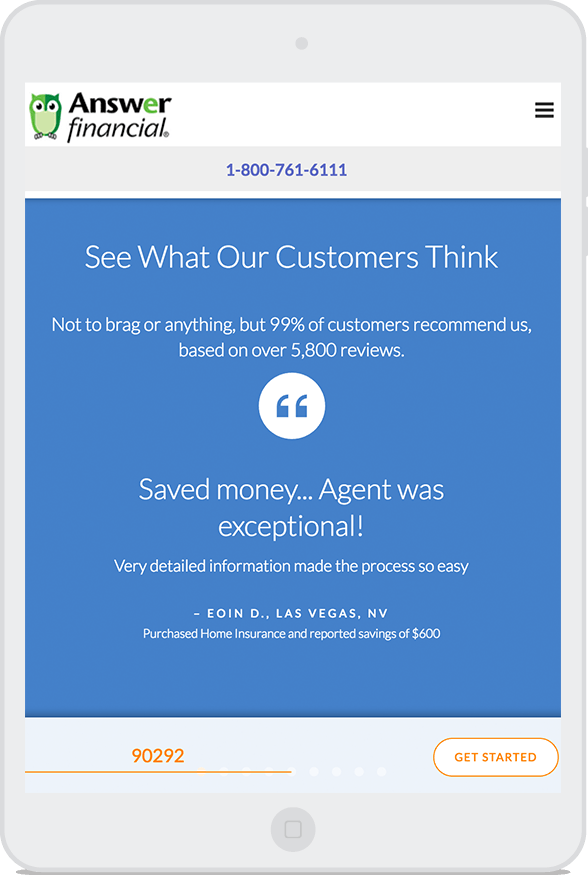 Answer
financial®
1-800-761-6111
See What Our Customers Think
Not to brag or anything, but 99% of customers recommend us,
based on over 5,800 reviews.
“
Saved money... Agent was
exceptional!
Very detailed information made the process so easy
– EOIN D., LAS VEGAS, NV
Purchased Home Insurance and reported savings of $600
90292
GET STARTED